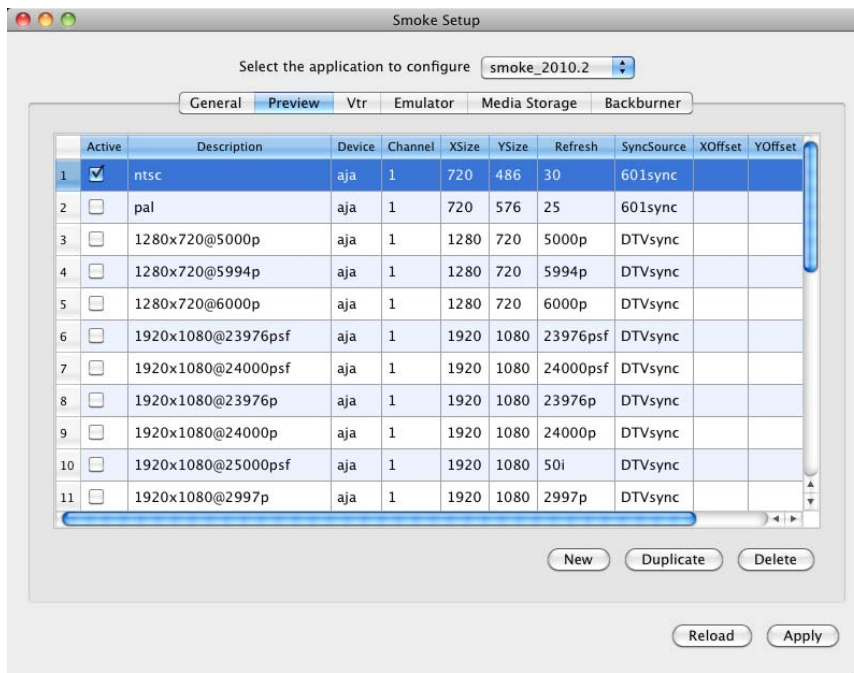 Smoke Setup
Select the application to configure smoke_2010.2
General Preview Vtr Emulator Media Storage Backburner
Active Description Device Channel XSize YSize Refresh SyncSource XOffset YOffset
1 ntsc aja 1 720 486 30 601sync
2 pal aja 1 720 576 25 601sync
3 1280x720@5000p aja 1 1280 720 5000p DTVsync
4 1280x720@5994p aja 1 1280 720 5994p DTVsync
5 1280x720@6000p aja 1 1280 720 6000p DTVsync
6 1920x1080@23976psf aja 1 1920 1080 23976psf DTVsync
7 1920x1080@24000psf aja 1 1920 1080 24000psf DTVsync
8 1920x1080@23976p aja 1 1920 1080 23976p DTVsync
9 1920x1080@24000p aja 1 1920 1080 24000p DTVsync
10 1920x1080@25000psf aja 1 1920 1080 50i DTVsync
11 1920x1080@2997p aja 1 1920 1080 2997p DTVsync
New Duplicate Delete
Reload Apply